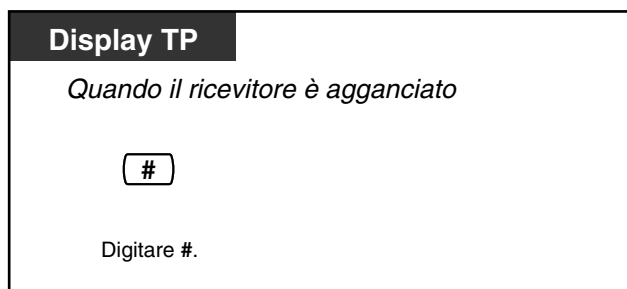 Display TP
Quando il ricevitore è agganciato
#
Digitare #.